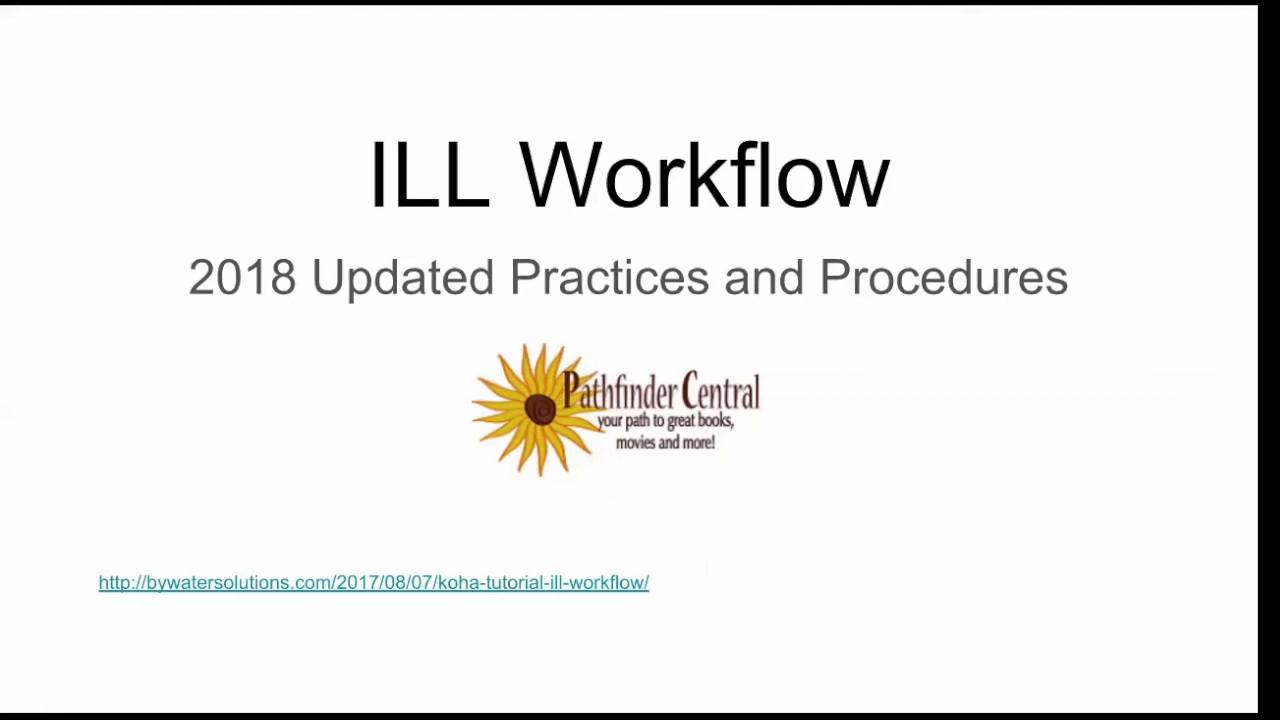 ILL Workflow
2018 Updated Practices and Procedures
Pathfinder Central
your path to great books,
movies and more!
http://bywatersolutions.com/2017/08/07/koha-tutorial-ill-workflow/